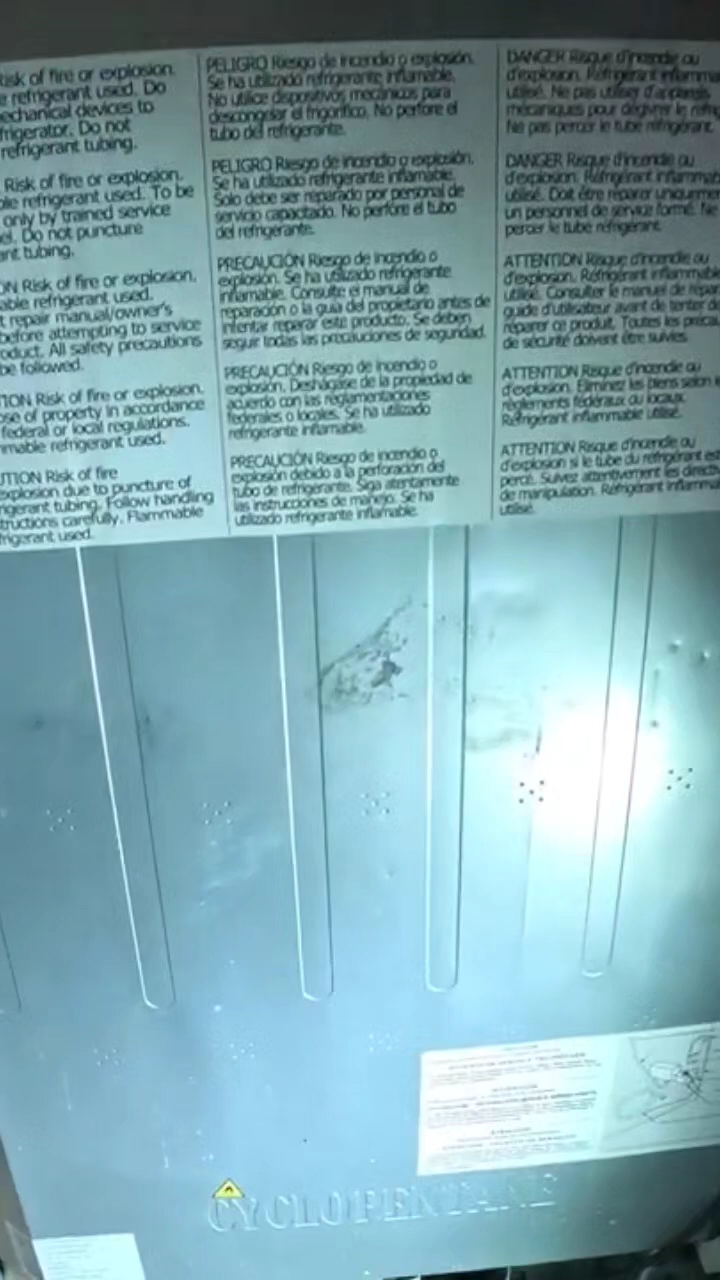 Risk of fire or explosion.
refrigerant used. Do
mechanical devices to
frigerator. Do not
refrigerant tubing.
Risk of fire or explosion.
refrigerant used. To be
only by trained service
Do not puncture
tubing.
Risk of fire or explosion.
able refrigerant used.
repair manual/owner's
before attempting to service
All safety precautions
be followed.
Risk of fire or explosion.
of property in accordance
federal or local regulations.
refrigerant used.
Risk of fire
explosion due to puncture of
tubing. Follow handling
carefully. Flammable
used.
PELIGRO Riesgo de incendio o explosión.
Se ha utilizado refrigerante inflamable.
No utilice dispositivos mecánicos para
descongelar el frigorífico. No perfore el
tubo del refrigerante.
PELIGRO Riesgo de incendio o explosión.
Se ha utilizado refrigerante inflamable.
Solo debe ser reparado por personal de
servicio capacitado. No perfore el tubo
del refrigerante.
PRECAUCIÓN Riesgo de incendio o
explosión. Se ha utilizado refrigerante
inflamable. Consulte el manual de
reparación o la guía del propietario antes de
intentar reparar este producto. Se deben
seguir todas las precauciones de seguridad.
PRECAUCIÓN Riesgo de incendio o
explosión. Deshágase de la propiedad de
acuerdo con las reglamentaciones
federales o locales. Se ha utilizado
refrigerante inflamable.
PRECAUCIÓN Riesgo de incendio o
explosión debido a la perforación del
tubo de refrigerante. Siga atentamente
las instrucciones de manejo. Se ha
utilizado refrigerante inflamable.
DANGER Risque d'incendie ou
d'explosion. Réfrigérant inflamma
utilisé. Ne pas utiliser d'appareils
mécaniques pour dégivrer le
Ne pas percer le tube réfrigérant.
DANGER Risque d'incendie ou
d'explosion. Réfrigérant inflammab
utilisé. Doit être réparer uniquemen
un personnel de service formé. Ne
percer le tube réfrigérant.
ATTENTION Risque d'incendie ou
d'explosion. Réfrigérant inflammable
utilisé. Consulter le manuel de répar
guide d'utilisateur avant de tenter de
réparer ce produit. Toutes les préca
de sécurité doivent être suivies.
ATTENTION Risque d'incendie ou
d'explosion. Éliminez les biens selon
règlements fédéraux ou locaux.
Réfrigérant inflammable utilisé.
ATTENTION Risque d'incendie ou
d'explosion si le tube du réfrigérant est
percé. Suivez attentivement les
de manipulation. Réfrigérant inflamma
utilisé.
CYCLOPENTANE